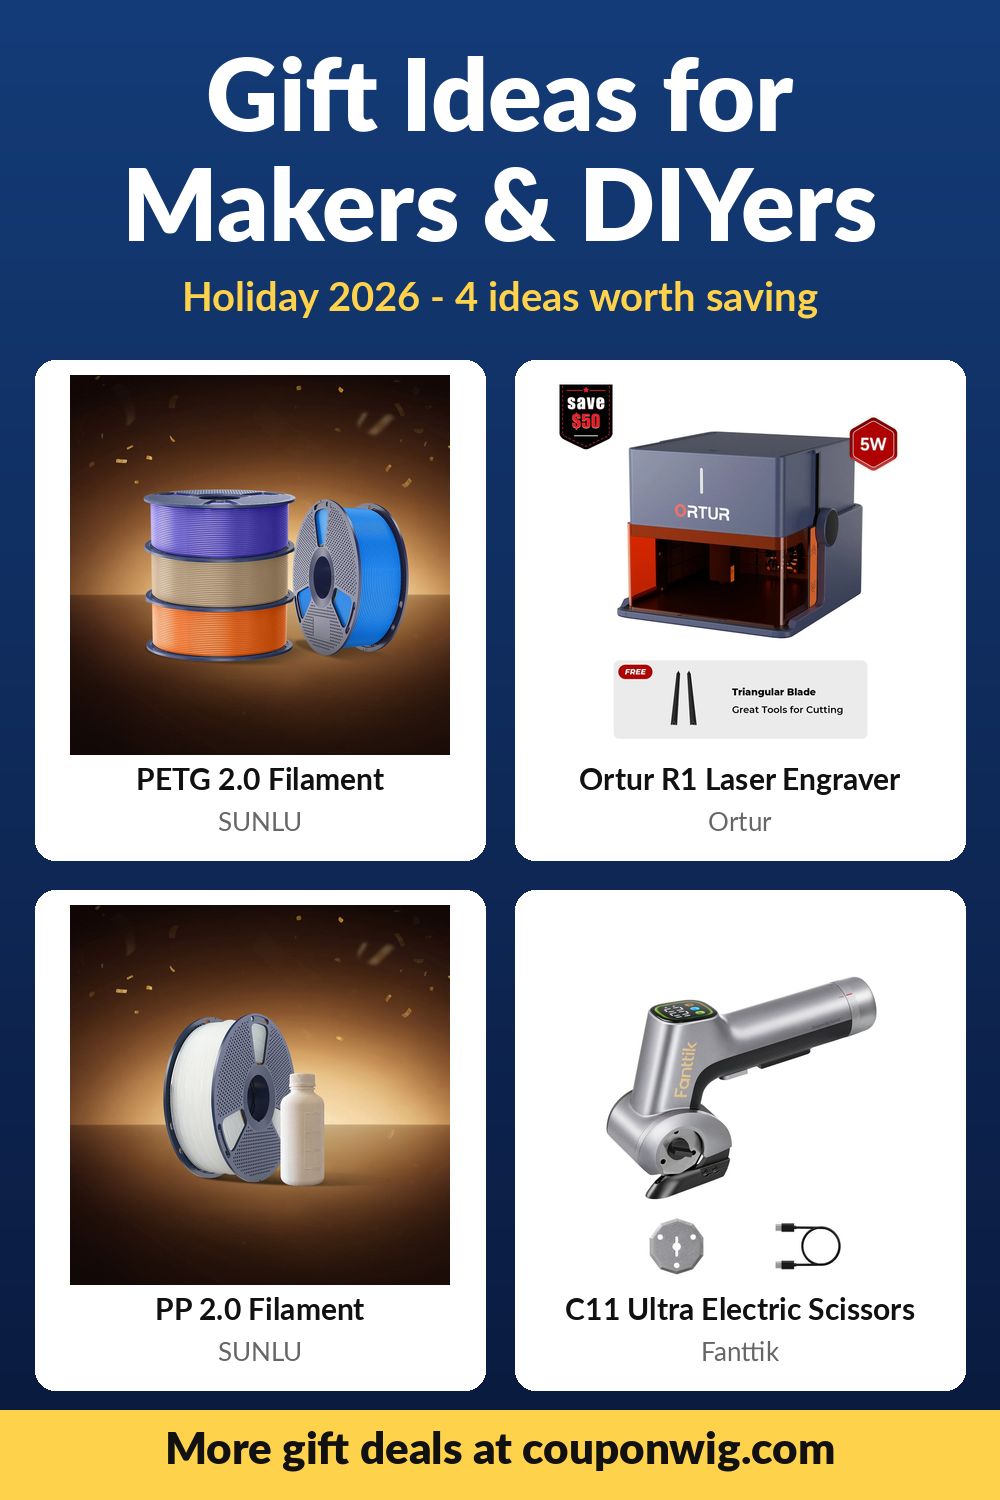 Gift Ideas for
Makers & DIYers
Holiday 2026 - 4 ideas worth saving
PETG 2.0 Filament
SUNLU
save
$50
5W
ORTUR
FREE
Triangular Blade
Great Tools for Cutting
Ortur R1 Laser Engraver
Ortur
PP 2.0 Filament
SUNLU
Fanttik
C11 Ultra Electric Scissors
Fanttik
More gift deals at couponwig.com